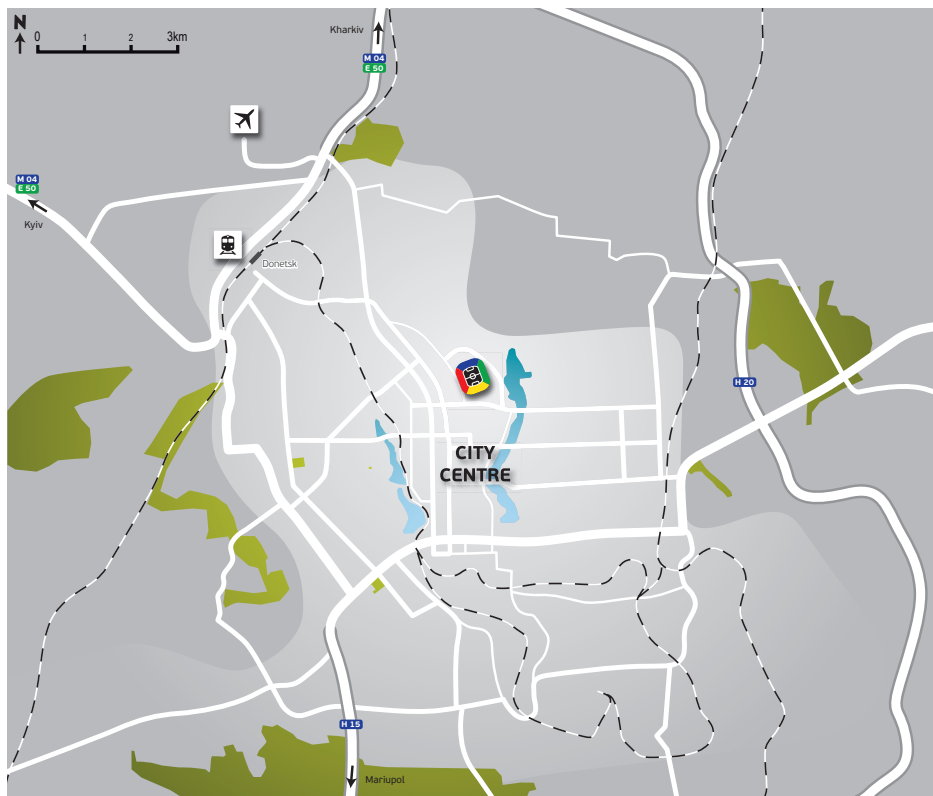 N
0 1 2 3km
Kharkiv
M 04
E 50
M 04
E 50
Kyiv
Donetsk
H 20
CITY
CENTRE
H 15
Mariupol